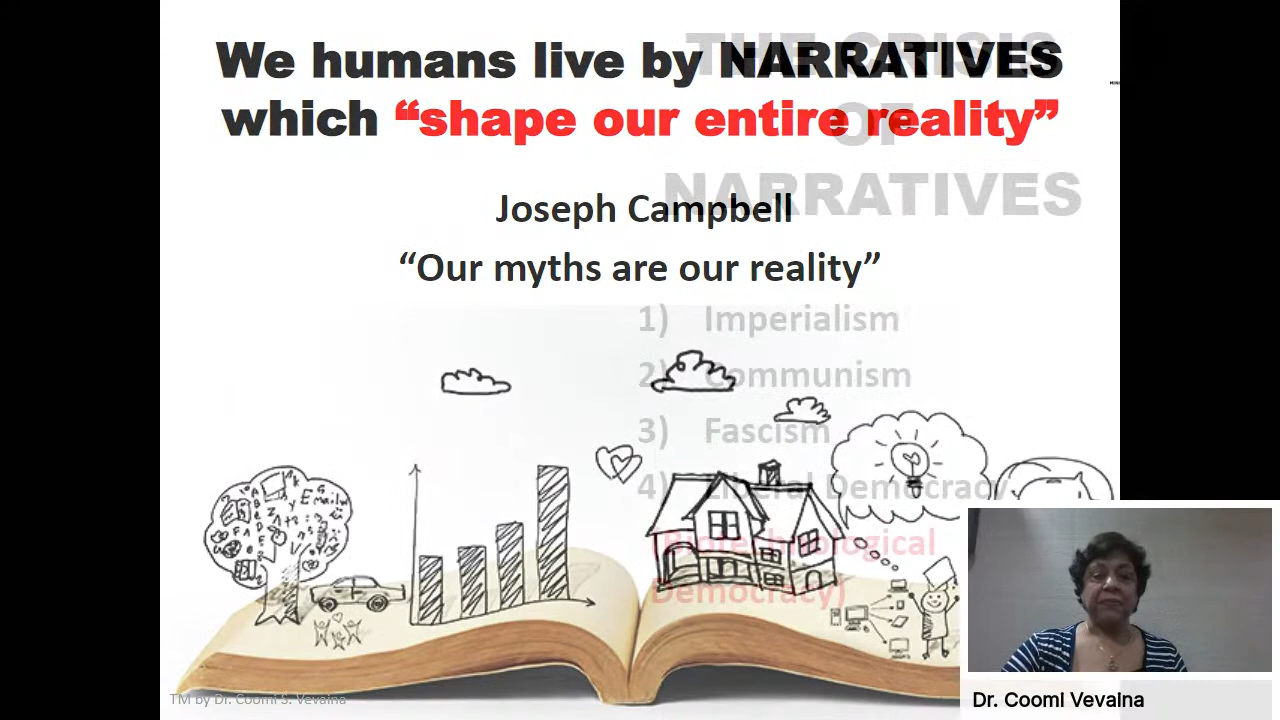 We humans live by NARRATIVES
which “shape our entire reality”
Joseph Campbell
“Our myths are our reality”
THE CRISIS
OF
NARRATIVES
1) Imperialism
2) Communism
3) Fascism
4) Liberal Democracy
(Biotechnological
Democracy)
TM by Dr. Coomi S. Vevaina
Dr. Coomi Vevaina